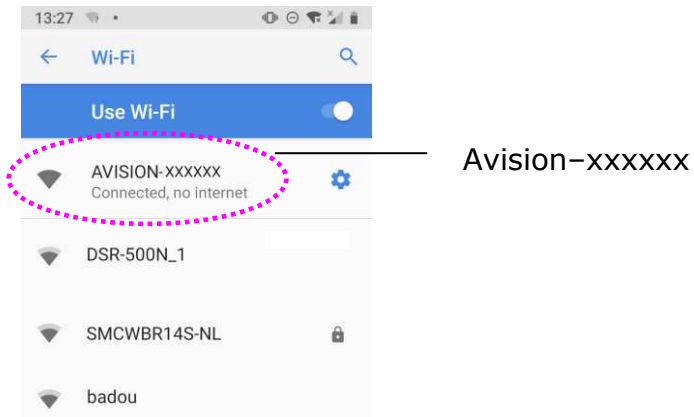 13:27
Wi-Fi
Use Wi-Fi
AVISION-xxxxxx
Connected, no internet
Avision–xxxxxx
DSR-500N_1
SMCWBR14S-NL
badou